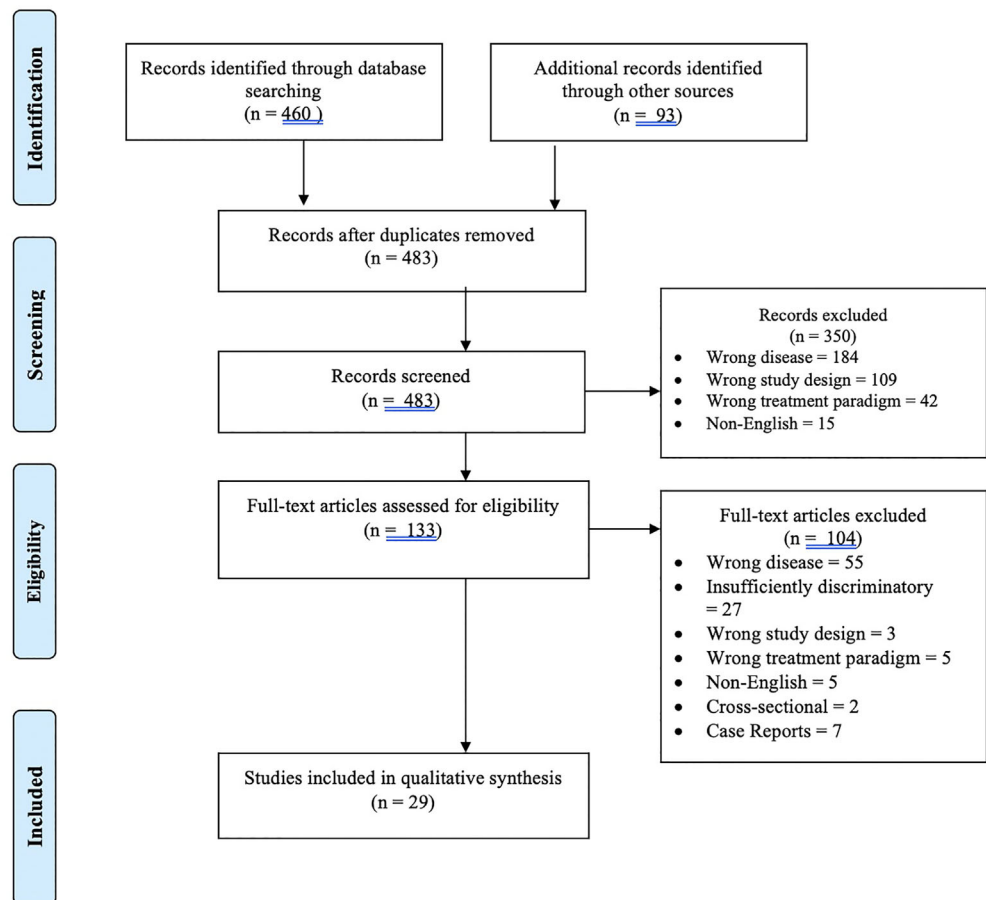 Identification
Records identified through database
searching
(n = 460 )
Additional records identified
through other sources
(n = 93)
Records after duplicates removed
(n = 483)
Screening
Records screened
(n = 483)
Records excluded
(n = 350)
• Wrong disease = 184
• Wrong study design = 109
• Wrong treatment paradigm = 42
• Non-English = 15
Eligibility
Full-text articles assessed for eligibility
(n = 133)
Full-text articles excluded
(n = 104)
• Wrong disease = 55
• Insufficiently discriminatory
= 27
• Wrong study design = 3
• Wrong treatment paradigm = 5
• Non-English = 5
• Cross-sectional = 2
• Case Reports = 7
Included
Studies included in qualitative synthesis
(n = 29)